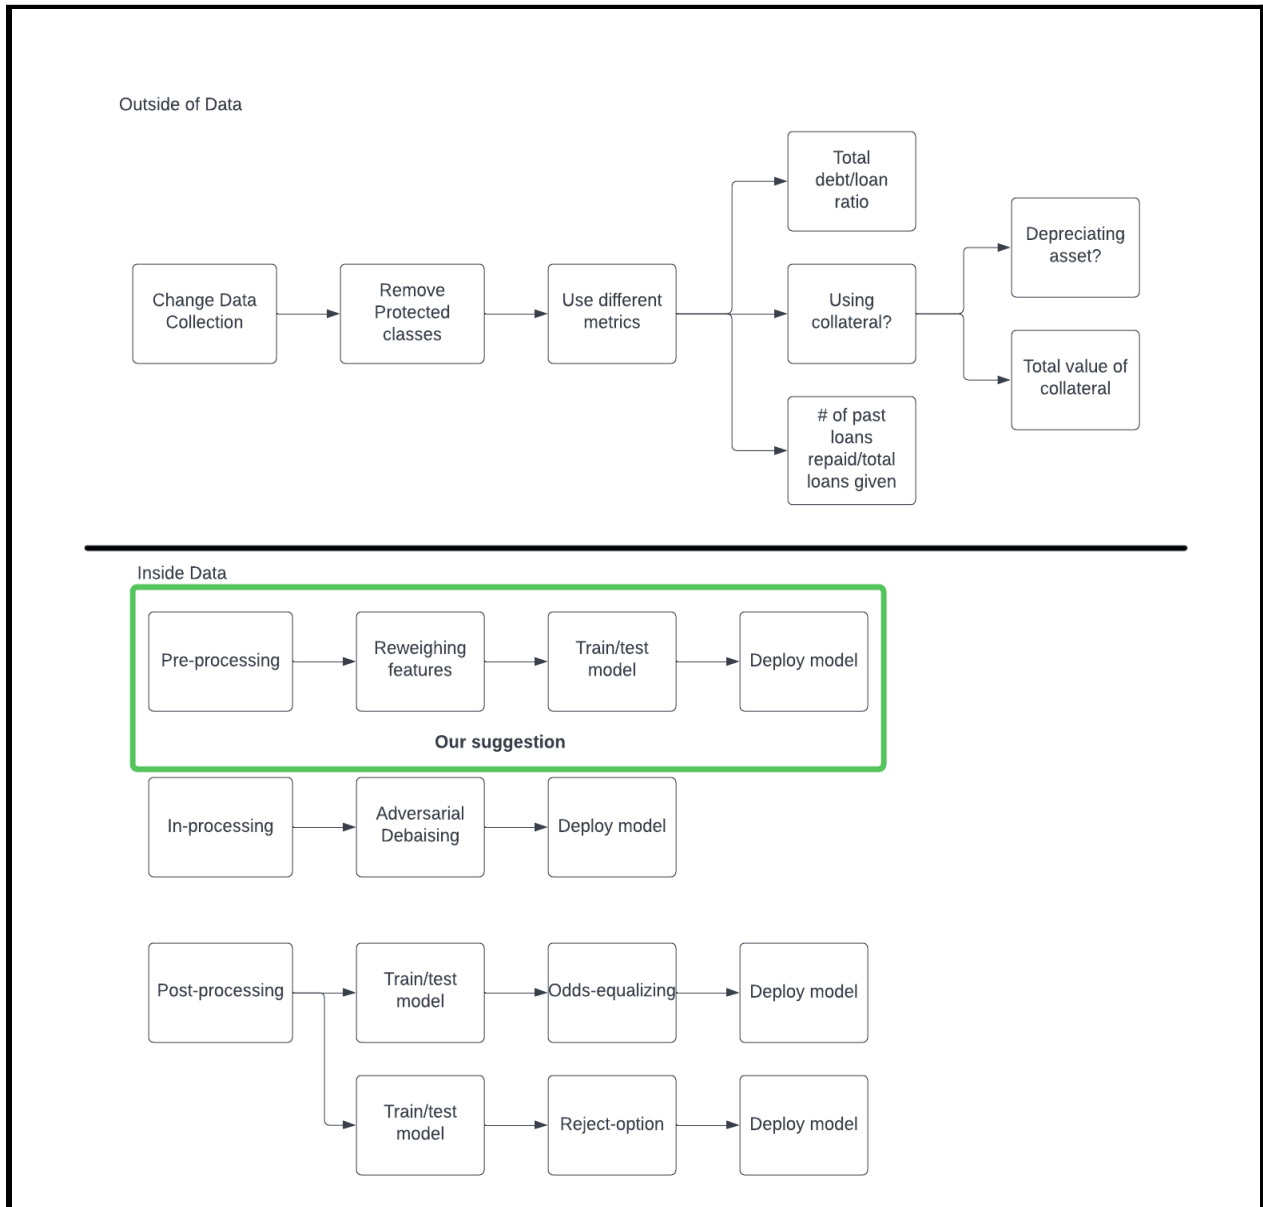 Outside of Data
Total
debt/loan
ratio
Depreciating
asset?
Change Data
Collection
Remove
Protected
classes
Use different
metrics
Using
collateral?
Total value of
collateral
# of past
loans
repaid/total
loans given
Inside Data
Pre-processing
Reweighing
features
Train/test
model
Deploy model
Our suggestion
In-processing
Adversarial
Debaising
Deploy model
Post-processing
Train/test
model
Odds-equalizing
Deploy model
Train/test
model
Reject-option
Deploy model